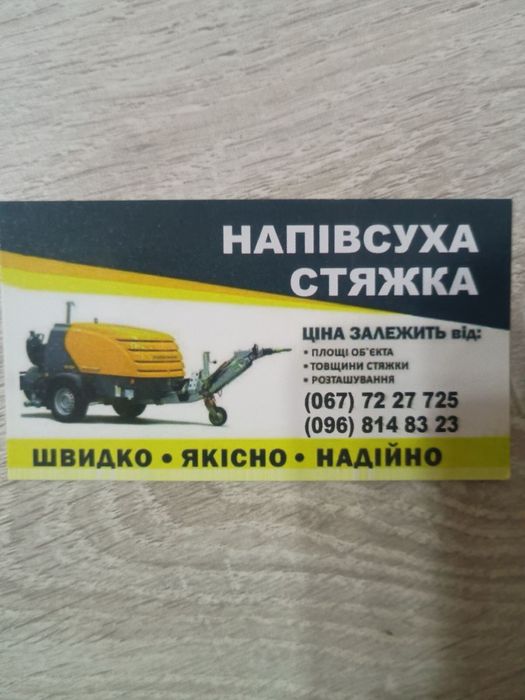 НАПІВСУХА
СТЯЖКА
ЦІНА ЗАЛЕЖИТЬ від:
• ПЛОЩІ ОБ'ЄКТА
• ТОВЩИНИ СТЯЖКИ
• РОЗТАШУВАННЯ
(067) 72 27 725
(096) 814 83 23
ШВИДКО • ЯКІСНО • НАДІЙНО